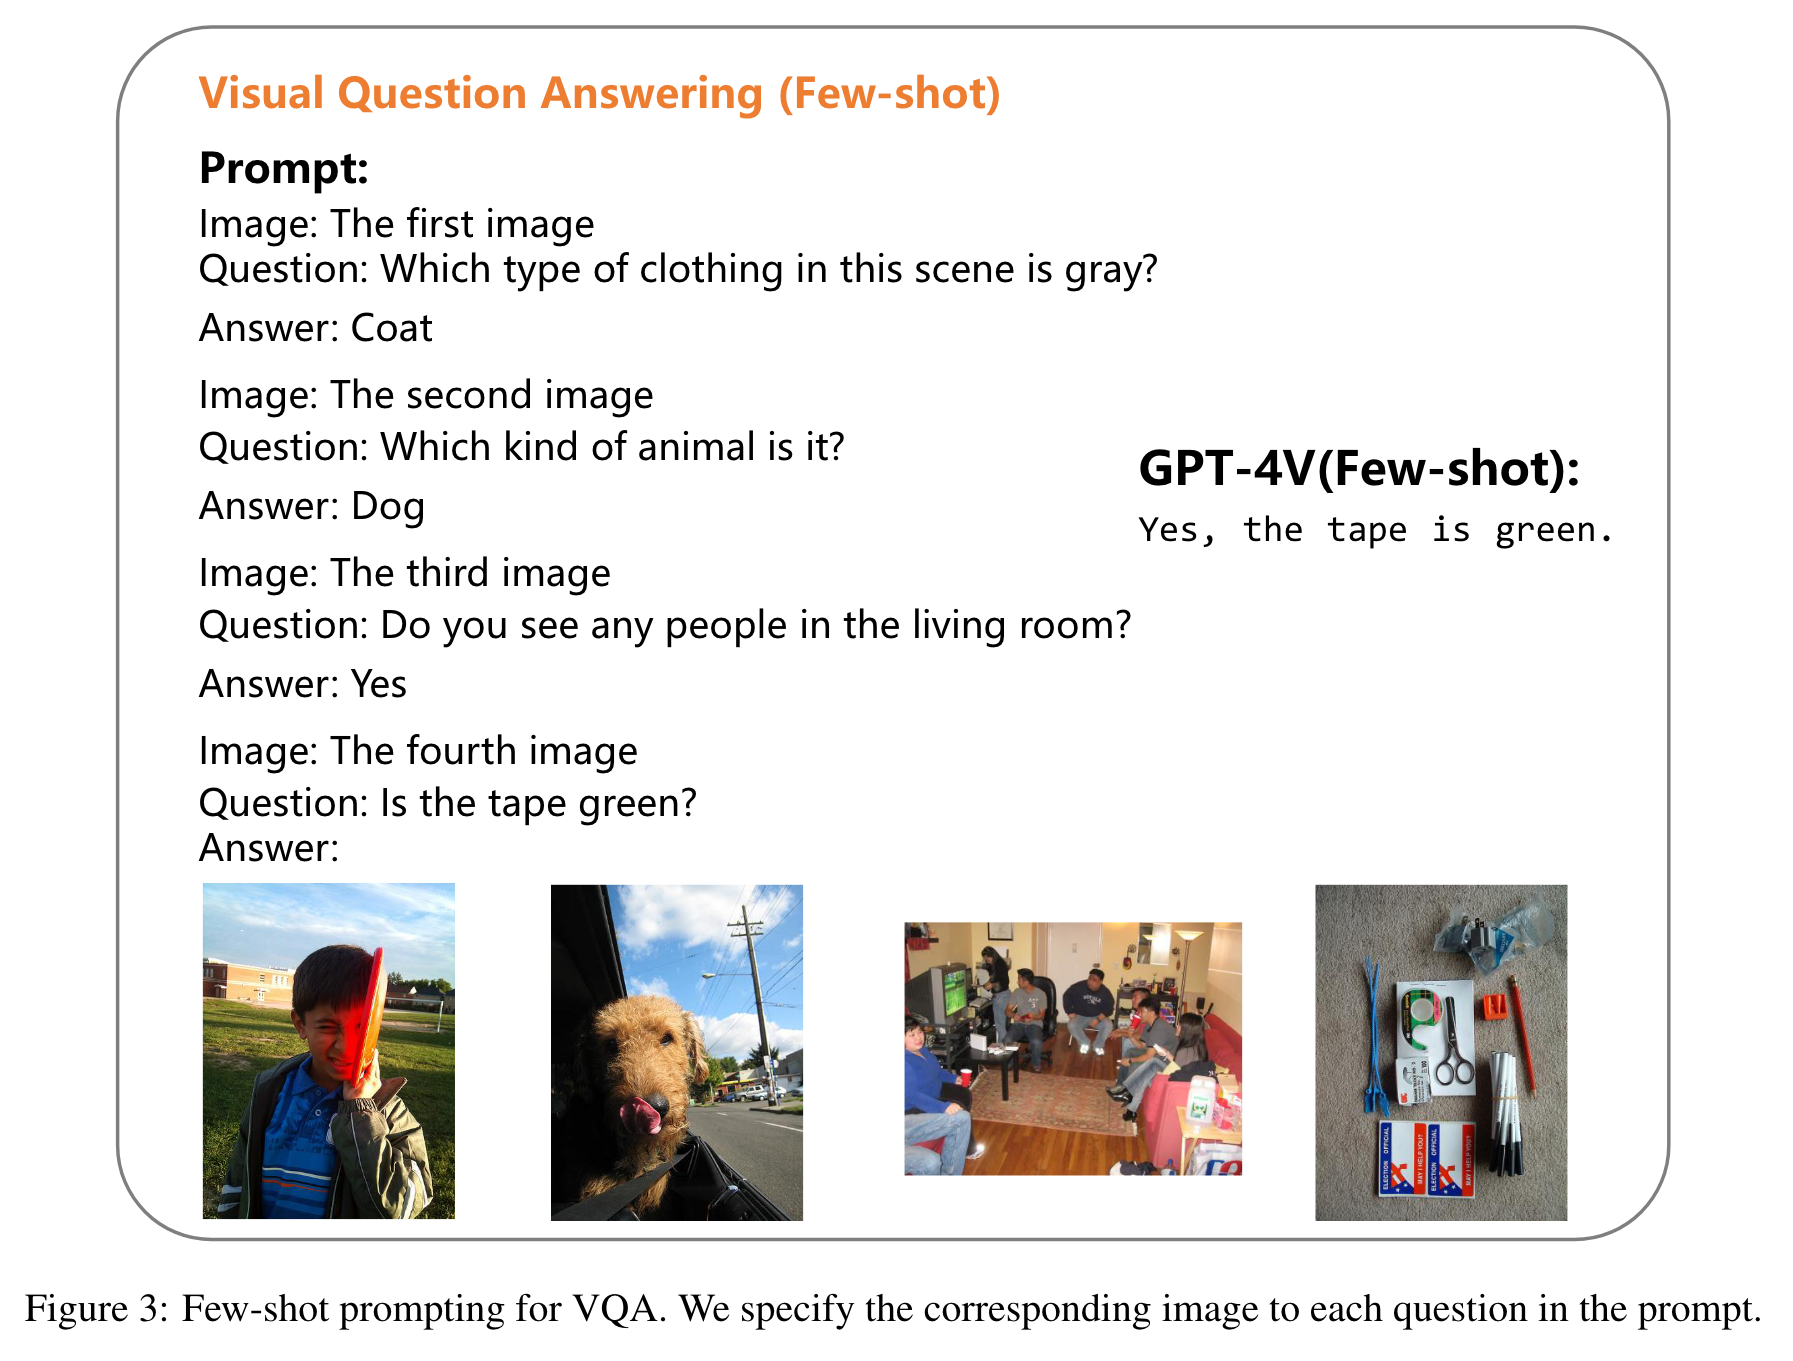 Visual Question Answering (Few-shot)
Prompt:
Image: The first image
Question: Which type of clothing in this scene is gray?
Answer: Coat
Image: The second image
Question: Which kind of animal is it?
Answer: Dog
Image: The third image
Question: Do you see any people in the living room?
Answer: Yes
Image: The fourth image
Question: Is the tape green?
Answer:
GPT-4V(Few-shot):
Yes, the tape is green.
ELECTION OFFICIAL
MAY I HELP YOU?
ELECTION OFFICIAL
MAY I HELP YOU?
Figure 3: Few-shot prompting for VQA. We specify the corresponding image to each question in the prompt.